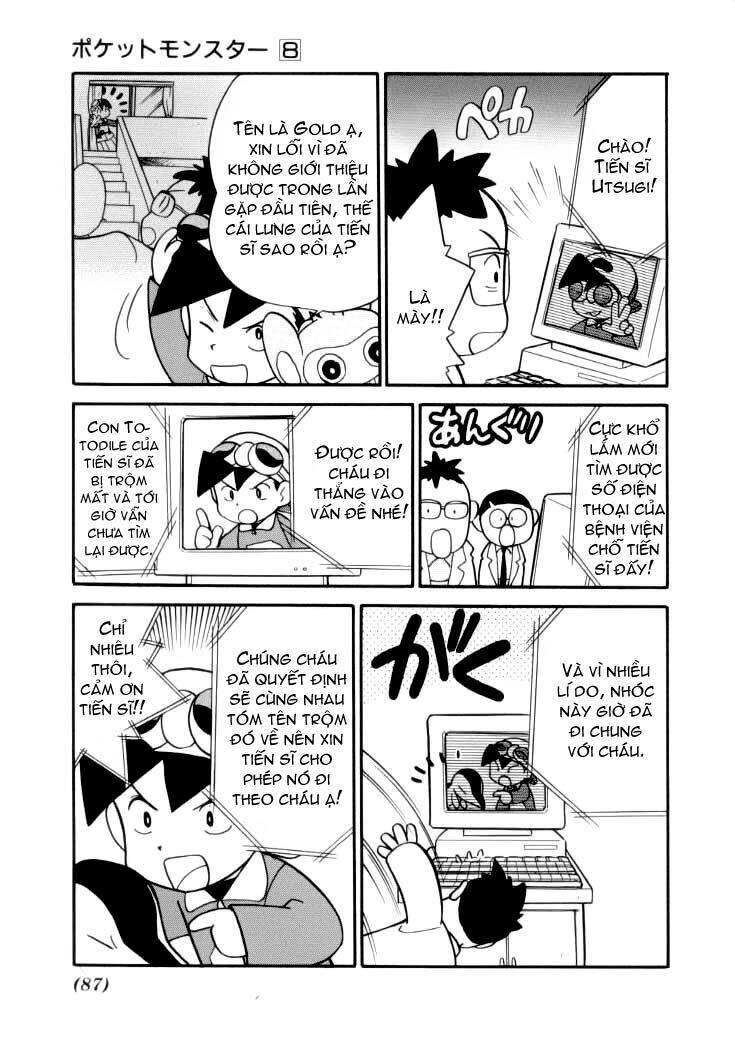 ポケットモンスター 8
CHÀO!
TIẾN SĨ
UTSUGI!
ペカ
LÀ
MÀY!!
TÊN LÀ GOLD Ạ,
XIN LỖI VÌ ĐÃ
KHÔNG GIỚI THIỆU
ĐƯỢC TRONG LẦN
GẶP ĐẦU TIÊN, THẾ
CÁI LƯNG CỦA TIẾN
SĨ SAO RỒI Ạ?
CỰC KHỔ
LẮM MỚI
TÌM ĐƯỢC
SỐ ĐIỆN
THOẠI CỦA
BỆNH VIỆN
CHỖ TIẾN
SĨ ĐẤY!
あんぐり
ĐƯỢC RỒI!
CHÁU ĐI
THẲNG VÀO
VẤN ĐỀ NHÉ!
CON TO-
TODILE CỦA
TIẾN SĨ ĐÃ
BỊ TRỘM
MẤT VÀ TỚI
GIỜ VẪN
CHƯA TÌM
LẠI ĐƯỢC.
VÀ VÌ NHIỀU
LÍ DO, NHÓC
NÀY GIỜ ĐÃ
ĐI CHUNG
VỚI CHÁU.
がく
CHÚNG CHÁU
ĐÃ QUYẾT ĐỊNH
SẼ CÙNG NHAU
TÓM TÊN TRỘM
ĐÓ VỀ NÊN XIN
TIẾN SĨ CHO
PHÉP NÓ ĐI
THEO CHÁU Ạ!
CHỈ
NHIÊU
THÔI,
CẢM ƠN
TIẾN SĨ!!
(87)